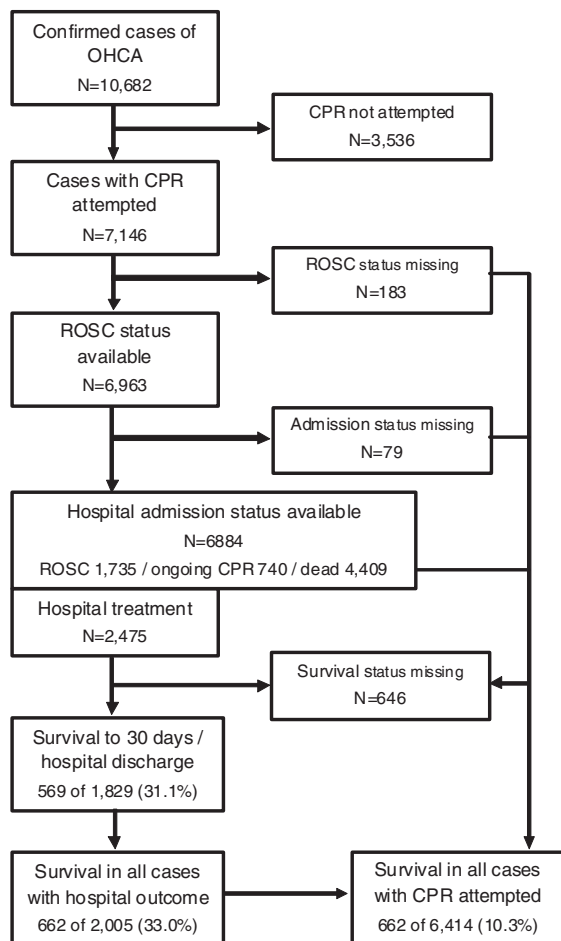 Confirmed cases of
OHCA
N=10,682
CPR not attempted
N=3,536
Cases with CPR
attempted
N=7,146
ROSC status missing
N=183
ROSC status
available
N=6,963
Admission status missing
N=79
Hospital admission status available
N=6884
ROSC 1,735 / ongoing CPR 740 / dead 4,409
Hospital treatment
N=2,475
Survival status missing
N=646
Survival to 30 days /
hospital discharge
569 of 1,829 (31.1%)
Survival in all cases
with hospital outcome
662 of 2,005 (33.0%)
Survival in all cases
with CPR attempted
662 of 6,414 (10.3%)